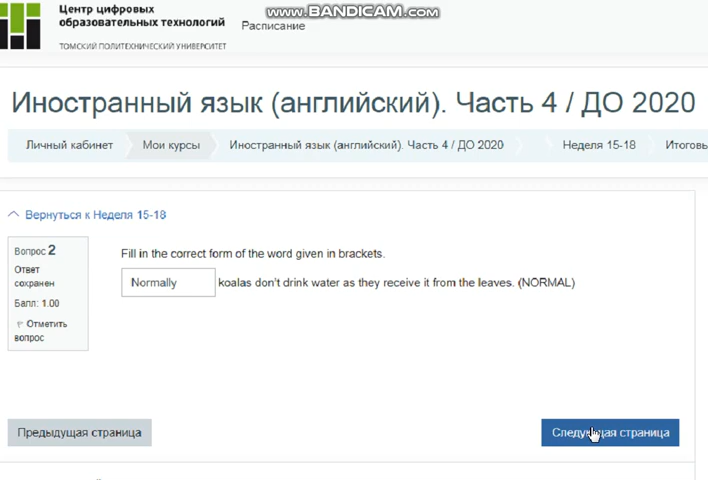 www.BANDICAM.com
Центр цифровых
образовательных технологий
ТОМСКИЙ ПОЛИТЕХНИЧЕСКИЙ УНИВЕРСИТЕТ
Расписание
Иностранный язык (английский). Часть 4 / ДО 2020
Личный кабинет Мои курсы Иностранный язык (английский). Часть 4 / ДО 2020 Неделя 15-18 Итоговь
Вернуться к Неделя 15-18
Вопрос 2
Ответ
сохранен
Балл: 1.00
Отметить
вопрос
Fill in the correct form of the word given in brackets.
Normally koalas don't drink water as they receive it from the leaves. (NORMAL)
Предыдущая страница Следующая страница